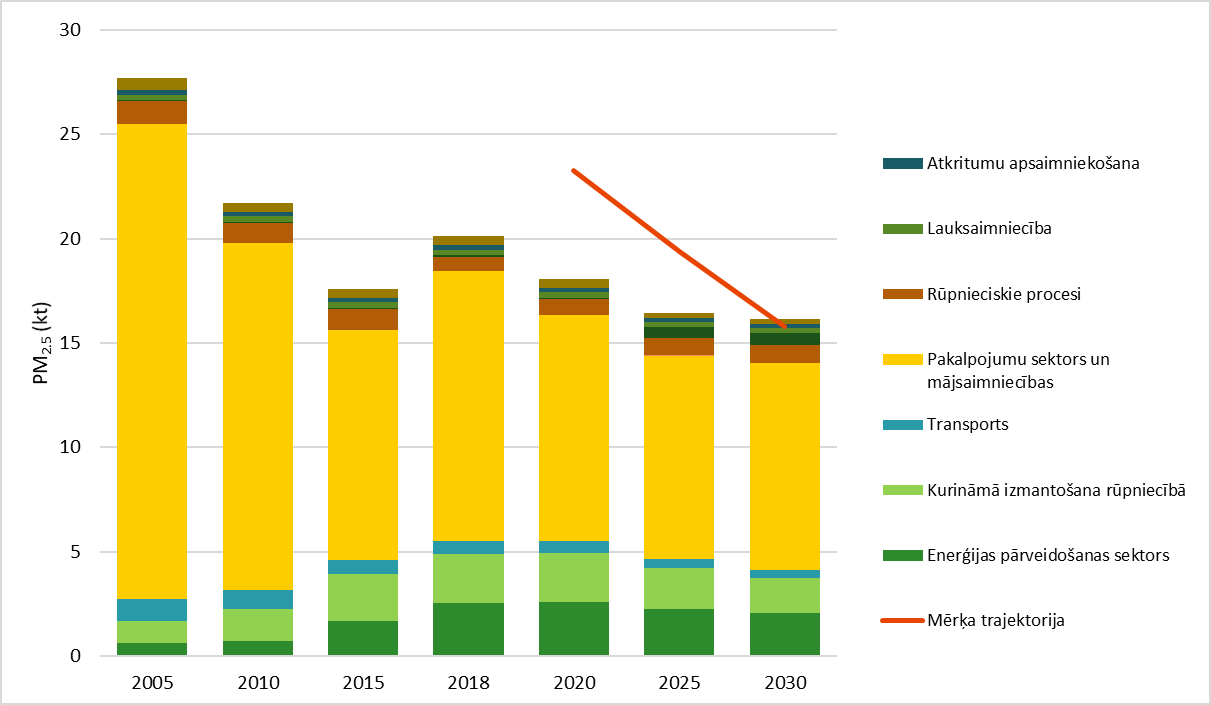 30
25
20
15
10
5
0
PM2.5 (kt)
2005 2010 2015 2018 2020 2025 2030
Atkritumu apsaimniekošana
Lauksaimniecība
Rūpnieciskie procesi
Pakalpojumu sektors un
mājsaimniecības
Transports
Kurināmā izmantošana rūpniecībā
Enerģijas pārveidošanas sektors
Mērķa trajektorija